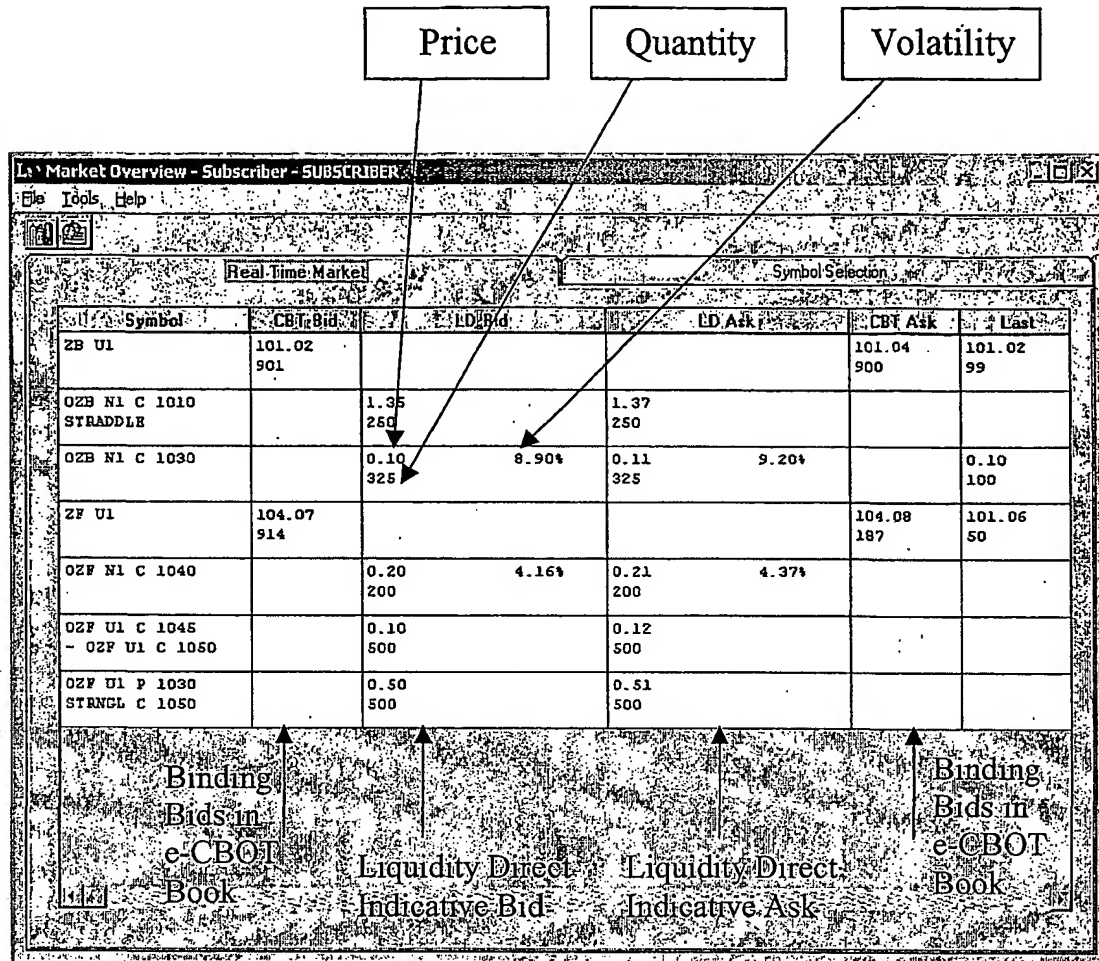 Price Quantity Volatility
Market Overview - Subscriber - SUBSCRIBER
File Tools Help
Real Time Market Symbol Selection
Symbol CBT Bid LD Bid LD Ask CBT Ask Last
ZB U1 101.02 101.04 101.02
901 900 99
OZB N1 C 1010 1.35 1.37
STRADDLE 250 250
OZB N1 C 1030 0.10 8.90% 0.11 9.20% 0.10
325 325 100
ZF U1 104.07 104.08 101.06
914 187 50
OZF N1 C 1040 0.20 4.16% 0.21 4.37%
200 200
OZF U1 C 1045 0.10 0.12
- OZF U1 C 1050 500 500
OZF U1 P 1030 0.50 0.51
STRNGL C 1050 500 500
Binding
Bids in
e-CBOT
Book
Liquidity Direct
Indicative Bid
Liquidity Direct
Indicative Ask
Binding
Bids in
e-CBOT
Book